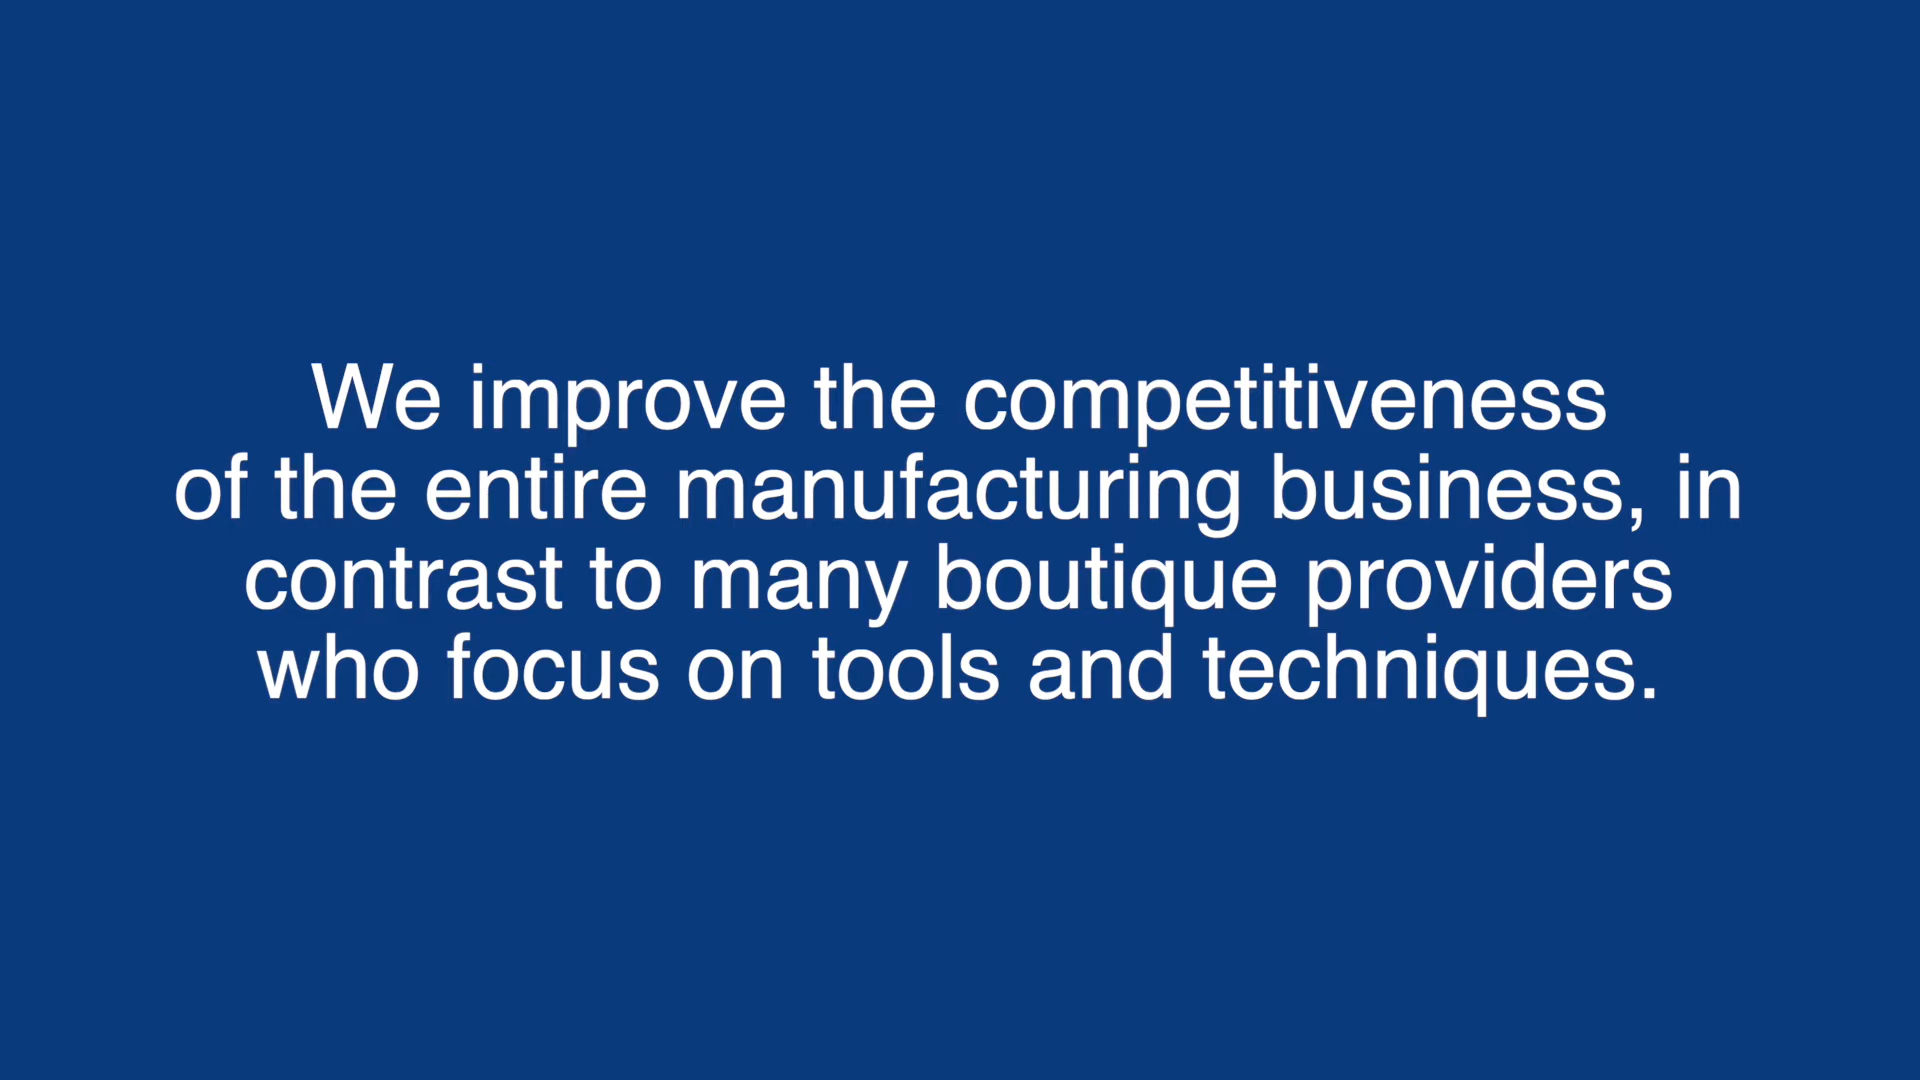 We improve the competitiveness
of the entire manufacturing business, in
contrast to many boutique providers
who focus on tools and techniques.